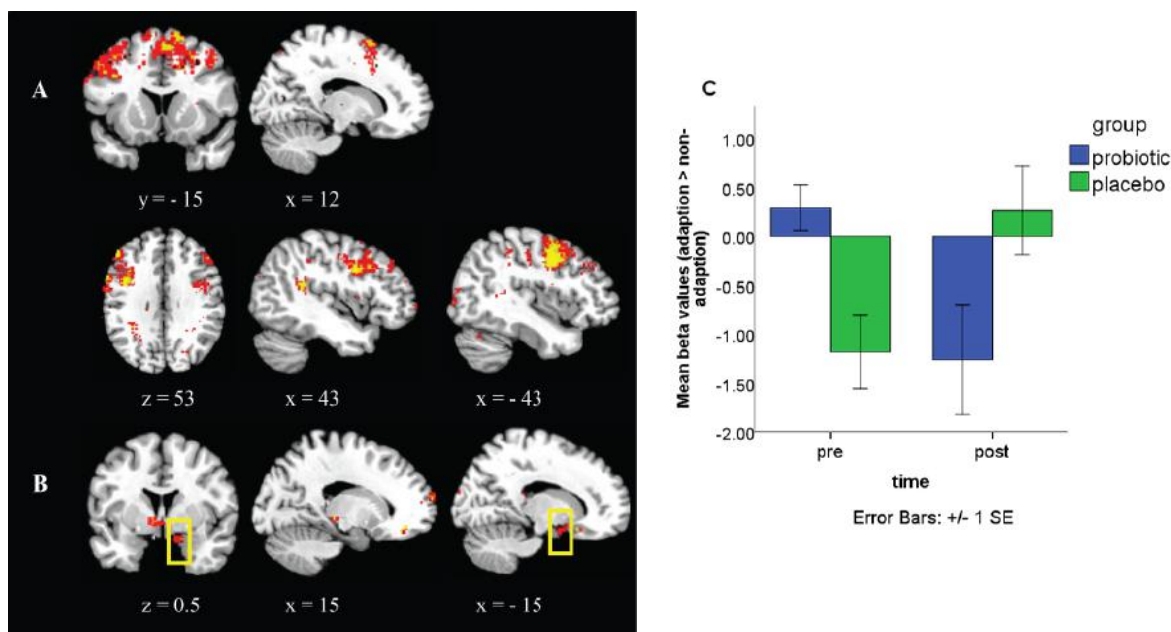 A
y = - 15
x = 12
z = 53
x = 43
x = - 43
B
z = 0.5
x = 15
x = - 15
C
Mean beta values (adaption > non-
adaption)
1.00
0.50
0.00
-0.50
-1.00
-1.50
-2.00
pre
post
time
Error Bars: +/- 1 SE
group
probiotic
placebo